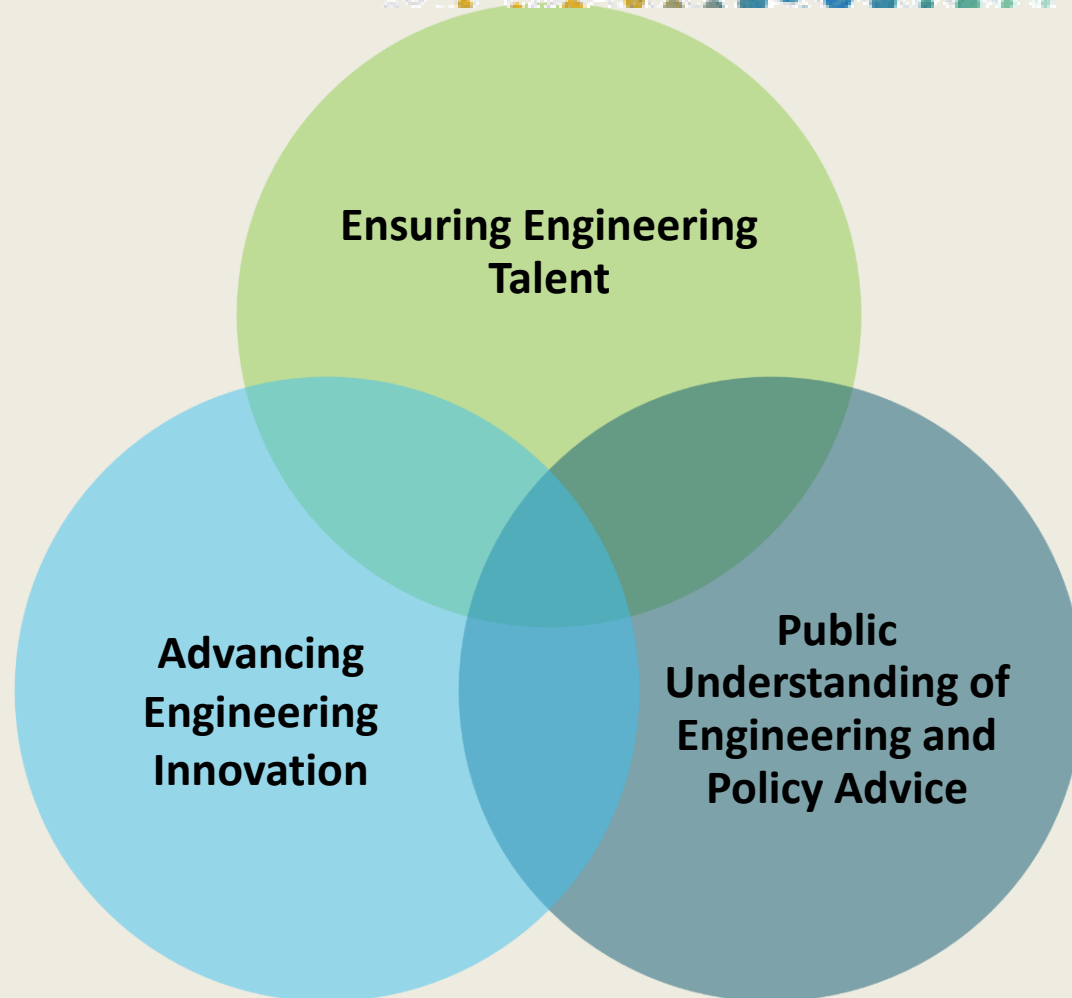 Ensuring Engineering
Talent
Advancing
Engineering
Innovation
Public
Understanding of
Engineering and
Policy Advice